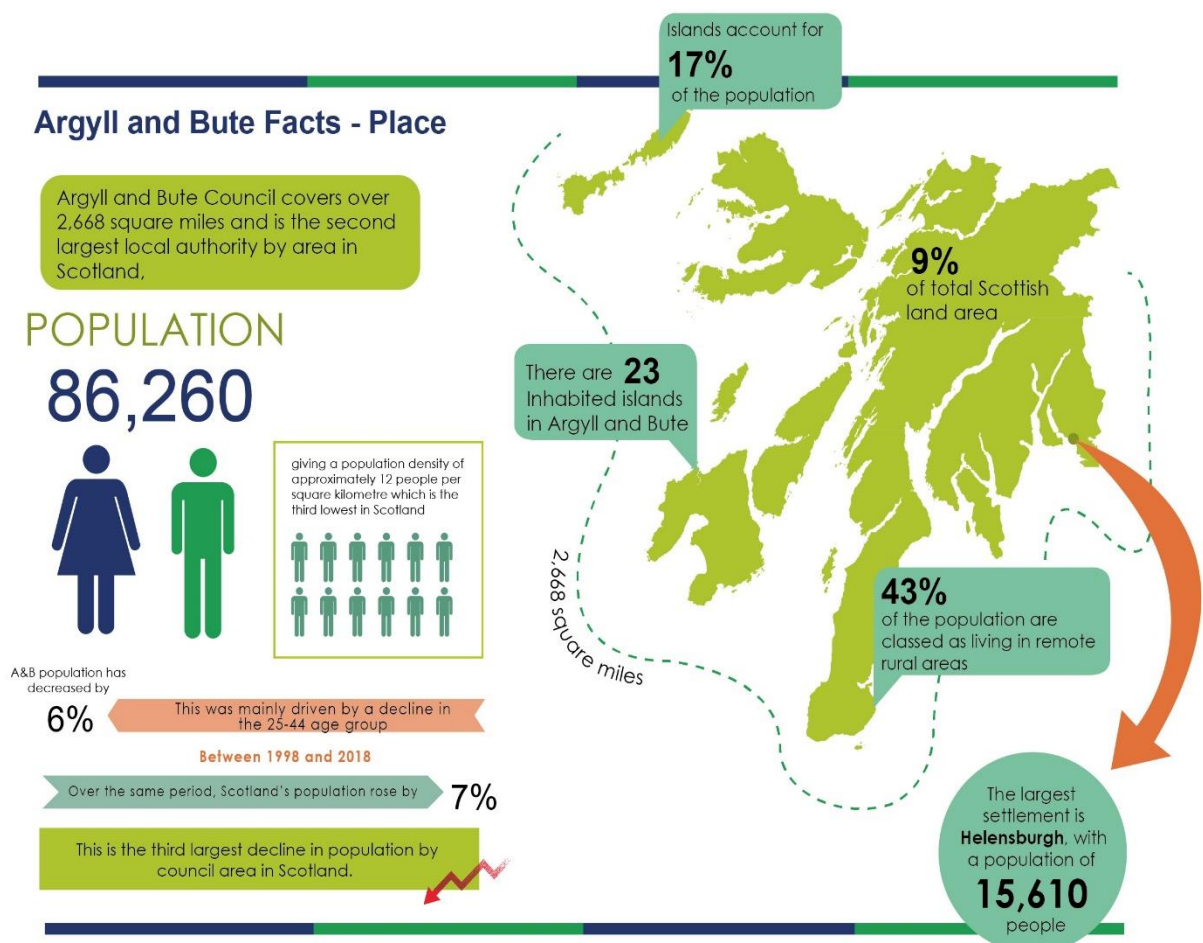 Islands account for
17%
of the population
Argyll and Bute Facts - Place
Argyll and Bute Council covers over
2,668 square miles and is the second
largest local authority by area in
Scotland,
9%
of total Scottish
land area
POPULATION
86,260
There are 23
Inhabited islands
in Argyll and Bute
giving a population density of
approximately 12 people per
square kilometre which is the
third lowest in Scotland
2,668 square miles
43%
of the population are
classed as living in remote
rural areas
A&B population has
decreased by
6%
This was mainly driven by a decline in
the 25-44 age group
Between 1998 and 2018
Over the same period, Scotland's population rose by
7%
This is the third largest decline in population by
council area in Scotland.
The largest
settlement is
Helensburgh, with
a population of
15,610
people